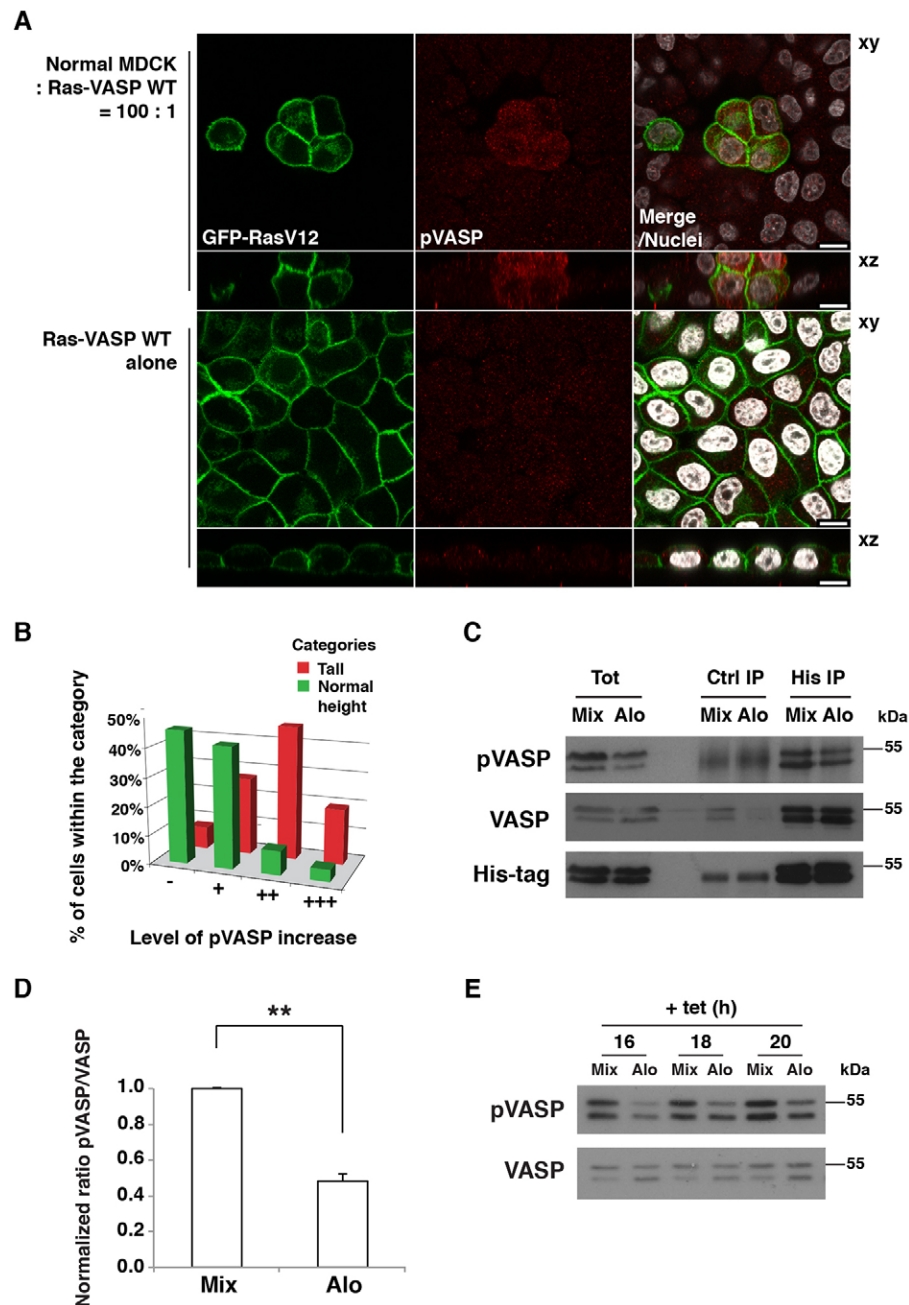 A
Normal MDCK
: Ras-VASP WT
= 100 : 1
xy
GFP-RasV12
pVASP
Merge
/Nuclei
xz
Ras-VASP WT
alone
xy
xz
B
Categories
Tall
Normal
height
% of cells within the category
50%
40%
30%
20%
10%
0%
-
+
++
+++
Level of pVASP increase
C
Tot
Ctrl IP
His IP
Mix Alo
Mix Alo
Mix Alo
kDa
pVASP
55
VASP
55
His-tag
55
D
**
Normalized ratio pVASP/VASP
1.0
0.8
0.6
0.4
0.2
0.0
Mix
Alo
E
+ tet (h)
16
18
20
Mix Alo
Mix Alo
Mix Alo
kDa
pVASP
55
VASP
55